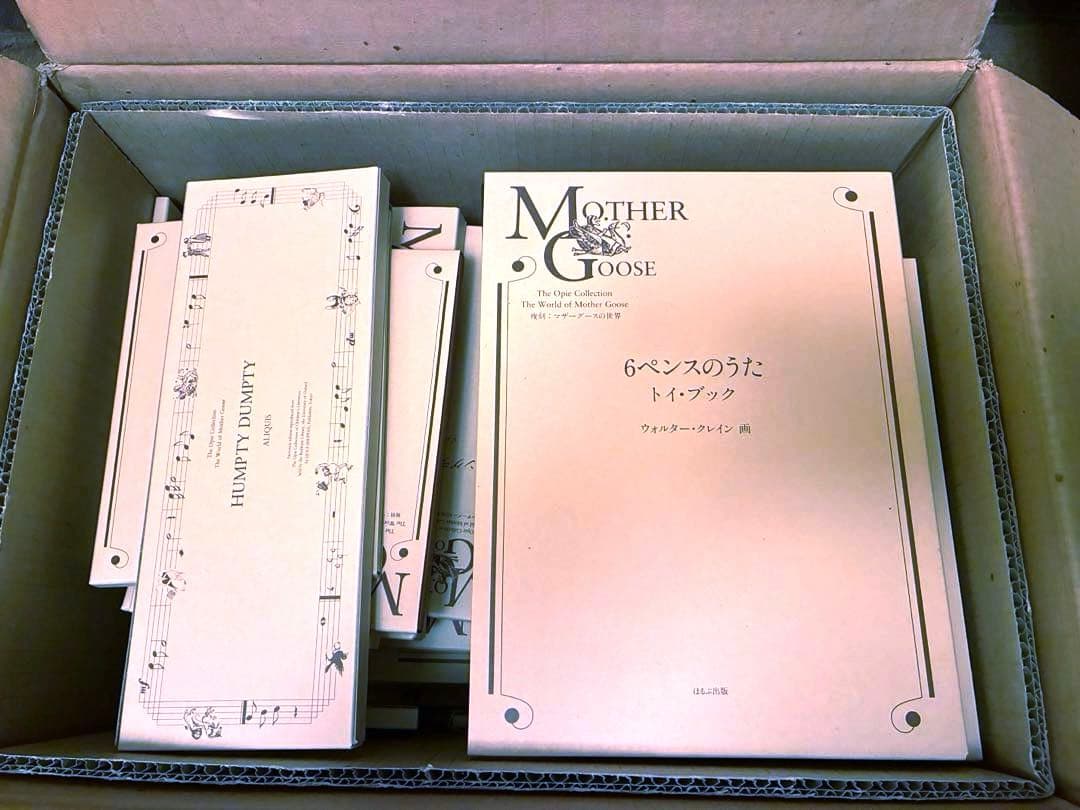 MOTHER
GOOSE
The Opie Collection
The World of Mother Goose
復刻：マザーグースの世界
6ペンスのうた
トイ・ブック
ウォルター・クレイン 画
ほるぷ出版
The Opie Collection
The World of Mother Goose
HUMPTY DUMPTY
ALIQUIS